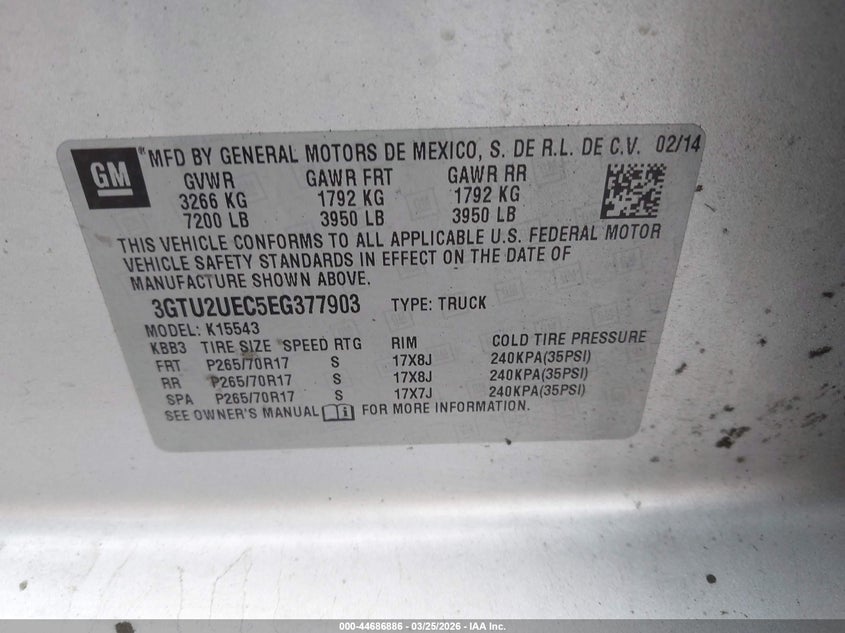 GM
MFD BY GENERAL MOTORS DE MEXICO, S. DE R.L. DE C.V. 02/14
GVWR GAWR FRT GAWR RR
3266 KG 1792 KG 1792 KG
7200 LB 3950 LB 3950 LB
THIS VEHICLE CONFORMS TO ALL APPLICABLE U.S. FEDERAL MOTOR
VEHICLE SAFETY STANDARDS IN EFFECT ON THE DATE OF
MANUFACTURE SHOWN ABOVE.
3GTU2UEC5EG377903 TYPE: TRUCK
MODEL: K15543
KBB3 TIRE SIZE SPEED RTG RIM COLD TIRE PRESSURE
FRT P265/70R17 S 17X8J 240KPA(35PSI)
RR P265/70R17 S 17X8J 240KPA(35PSI)
SPA P265/70R17 S 17X7J 240KPA(35PSI)
SEE OWNER'S MANUAL FOR MORE INFORMATION.
000-44686886 - 03/25/2026 - IAA Inc.